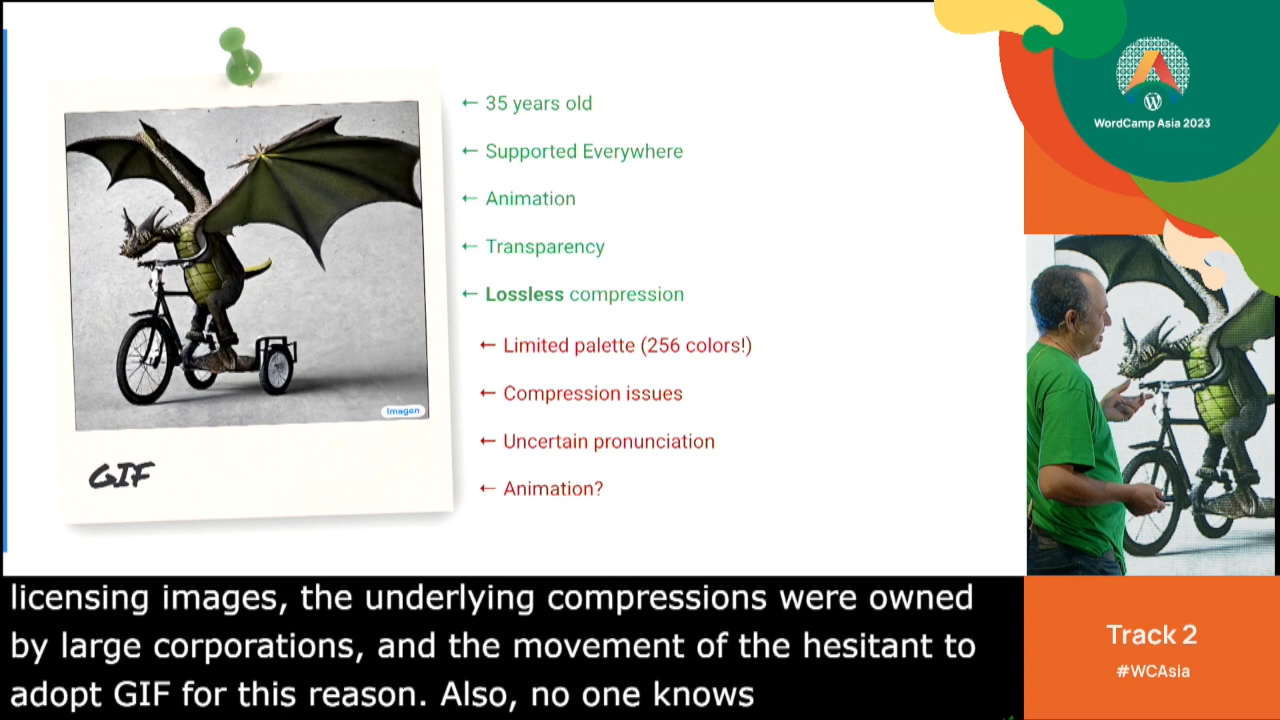 ← 35 years old
← Supported Everywhere
← Animation
← Transparency
← Lossless compression
← Limited palette (256 colors!)
← Compression issues
← Uncertain pronunciation
← Animation?
Imagen
GIF
WordCamp Asia 2023
licensing images, the underlying compressions were owned
by large corporations, and the movement of the hesitant to
adopt GIF for this reason. Also, no one knows
Track 2
#WCAsia